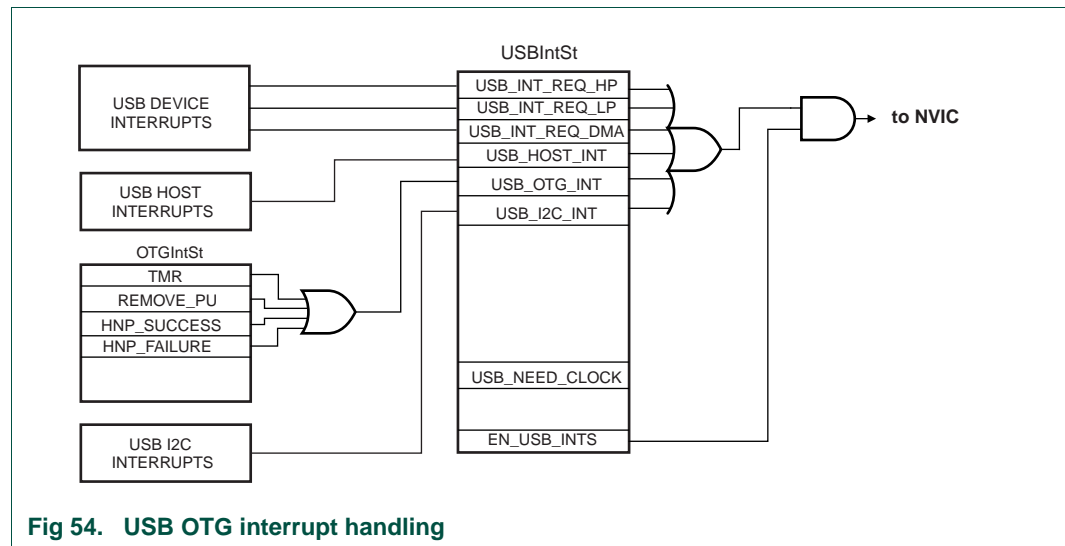 USBIntSt
USB DEVICE
INTERRUPTS
USB_INT_REQ_HP
USB_INT_REQ_LP
USB_INT_REQ_DMA
to NVIC
USB HOST
INTERRUPTS
USB_HOST_INT
USB_OTG_INT
USB_I2C_INT
OTGIntSt
TMR
REMOVE_PU
HNP_SUCCESS
HNP_FAILURE
USB_NEED_CLOCK
USB I2C
INTERRUPTS
EN_USB_INTS
Fig 54. USB OTG interrupt handling